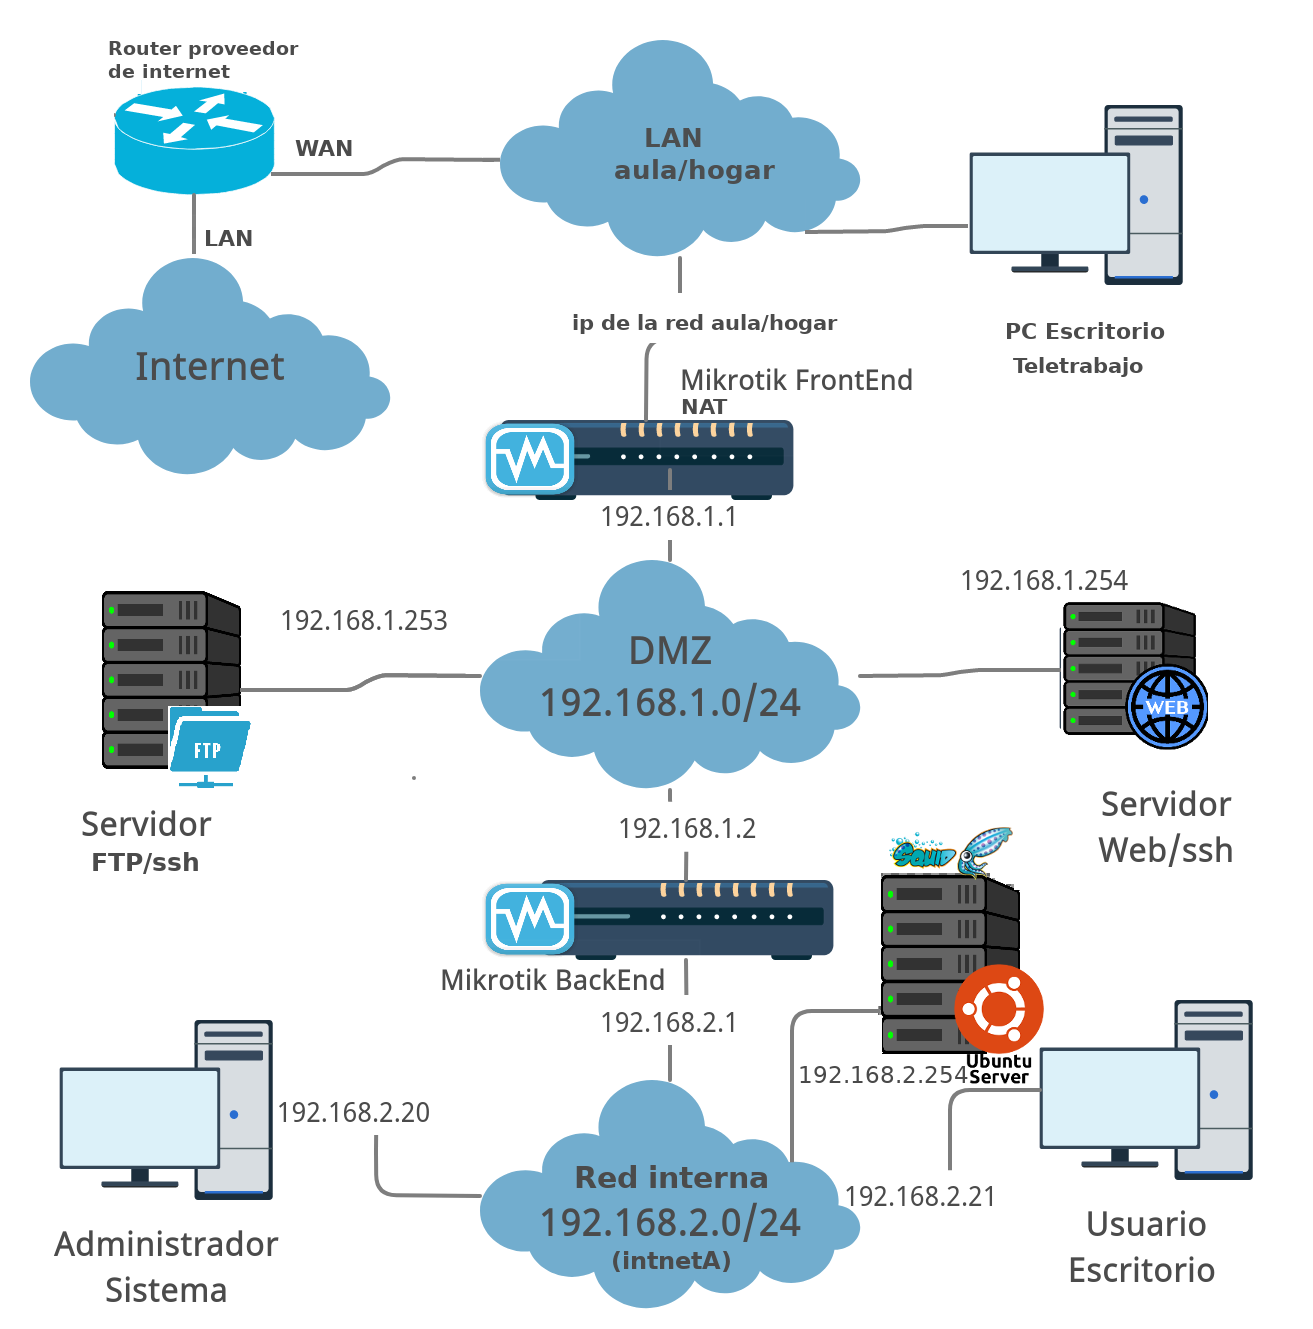 Router proveedor
de internet
WAN
LAN
aula/hogar
LAN
Internet
ip de la red aula/hogar
PC Escritorio
Teletrabajo
Mikrotik FrontEnd
NAT
192.168.1.1
192.168.1.253
192.168.1.254
DMZ
192.168.1.0/24
WEB
FTP
Servidor
FTP/ssh
Servidor
Web/ssh
192.168.1.2
SQUID
Mikrotik BackEnd
192.168.2.1
Ubuntu
Server
192.168.2.254
192.168.2.20
Red interna
192.168.2.0/24
(intnetA)
192.168.2.21
Administrador
Sistema
Usuario
Escritorio